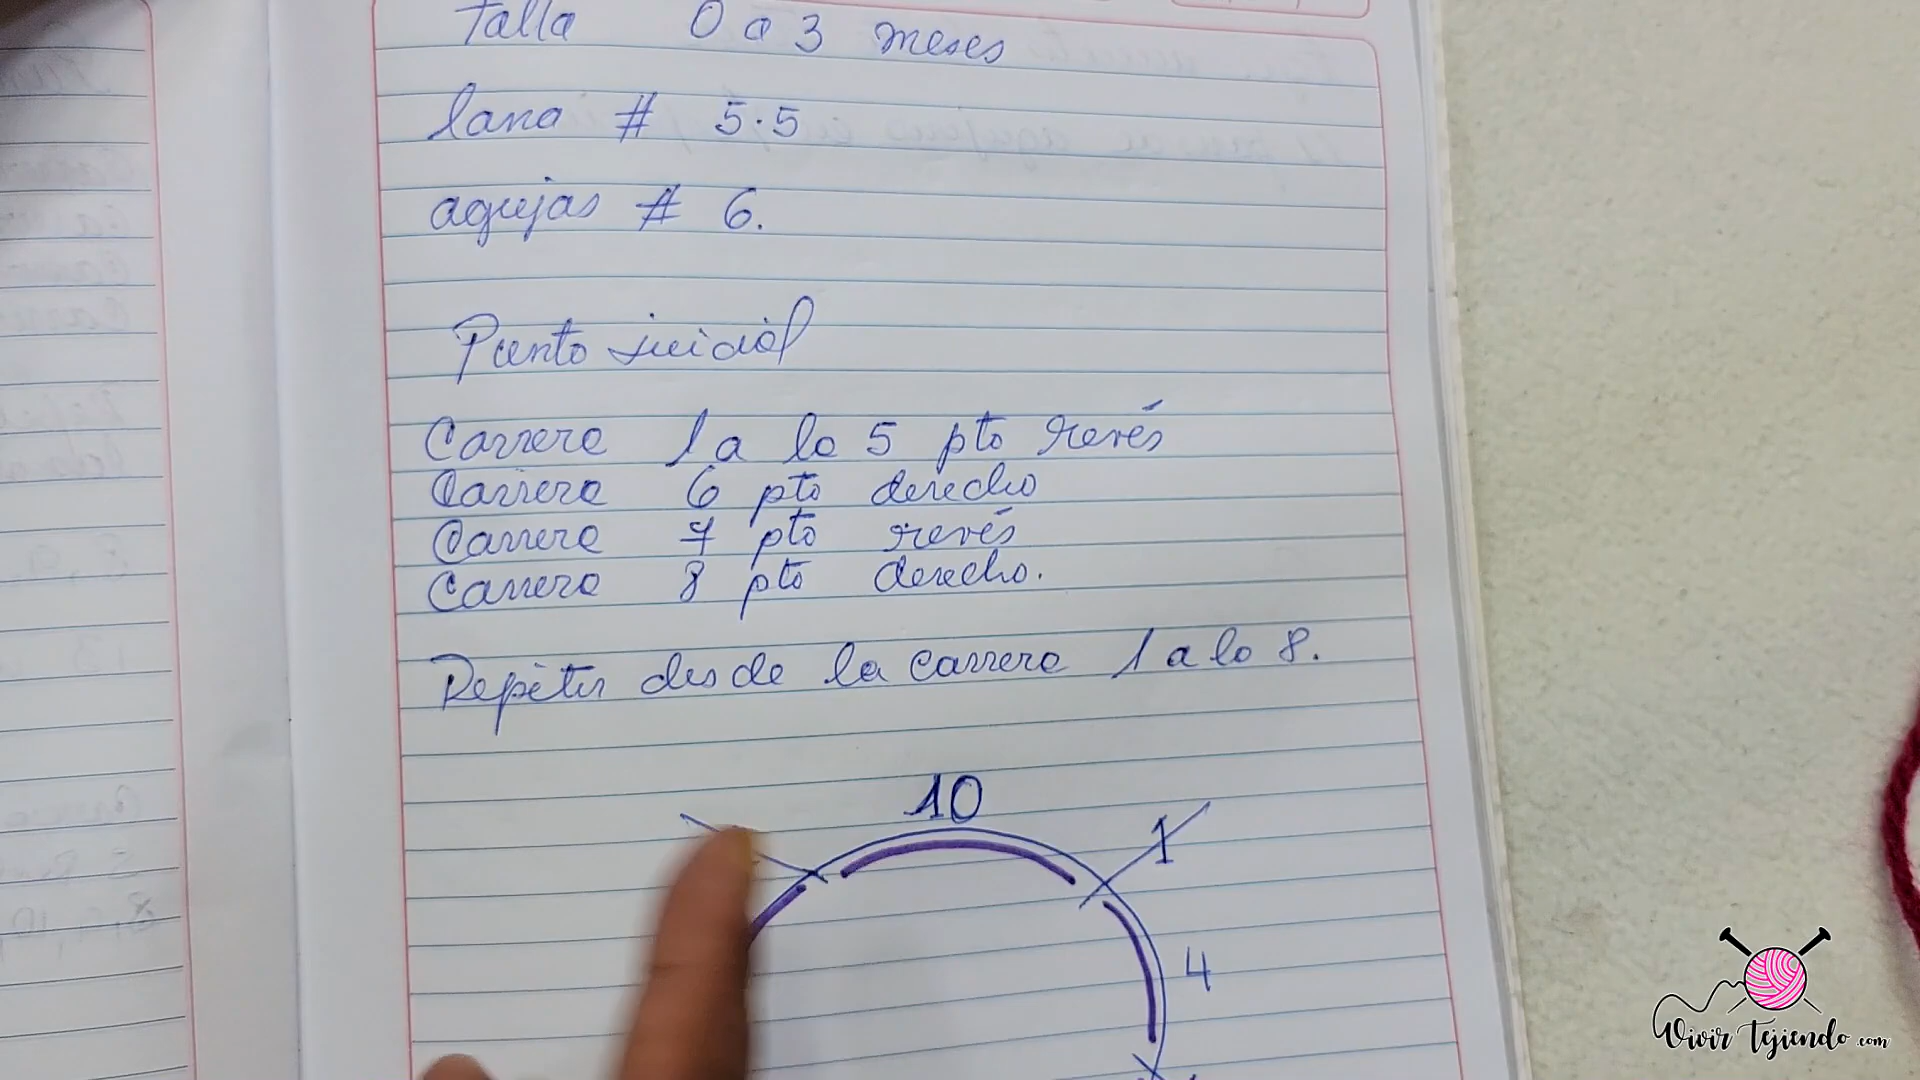 Talla 0 a 3 meses
lana # 5.5
agujas # 6.
Punto inicial
Carrera 1 a la 5 pto revés
Carrera 6 pto derecho
Carrera 7 pto revés
Carrera 8 pto derecho.
Repetir desde la carrera 1 a la 8.
10
1
4
Vivir Tejiendo.com